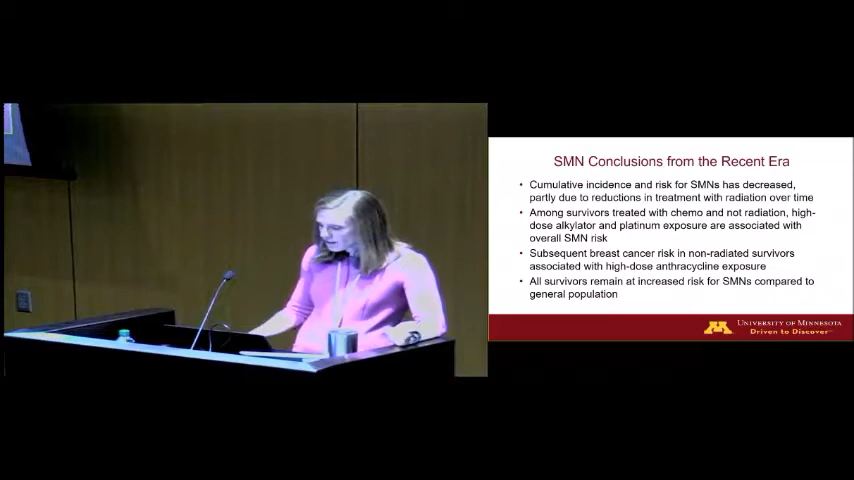 SMN Conclusions from the Recent Era
• Cumulative incidence and risk for SMNs has decreased,
partly due to reductions in treatment with radiation over time
• Among survivors treated with chemo and not radiation, high-
dose alkylator and platinum exposure are associated with
overall SMN risk
• Subsequent breast cancer risk in non-radiated survivors
associated with high-dose anthracycline exposure
• All survivors remain at increased risk for SMNs compared to
general population
M UNIVERSITY OF MINNESOTA
Driven to Discover℠